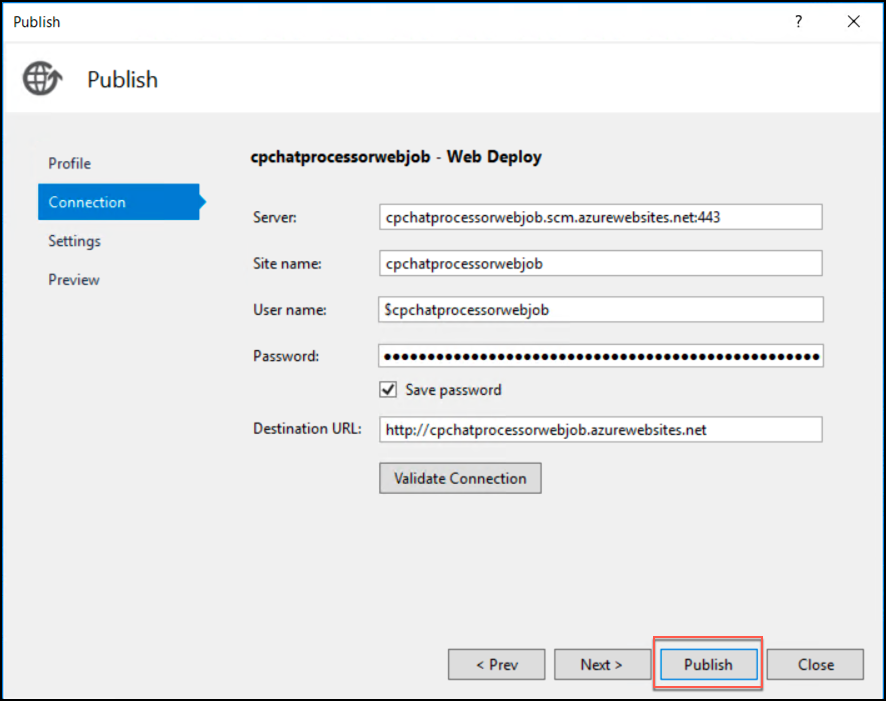 Publish
?
Publish
Profile
Connection
Settings
Preview
cpchatprocessorwebjob - Web Deploy
Server: cpchatprocessorwebjob.scm.azurewebsites.net:443
Site name: cpchatprocessorwebjob
User name: $cpchatprocessorwebjob
Password: ••••••••••••••••••••••••••••••••••••••••••••••••••
Save password
Destination URL: http://cpchatprocessorwebjob.azurewebsites.net
Validate Connection
< Prev Next > Publish Close